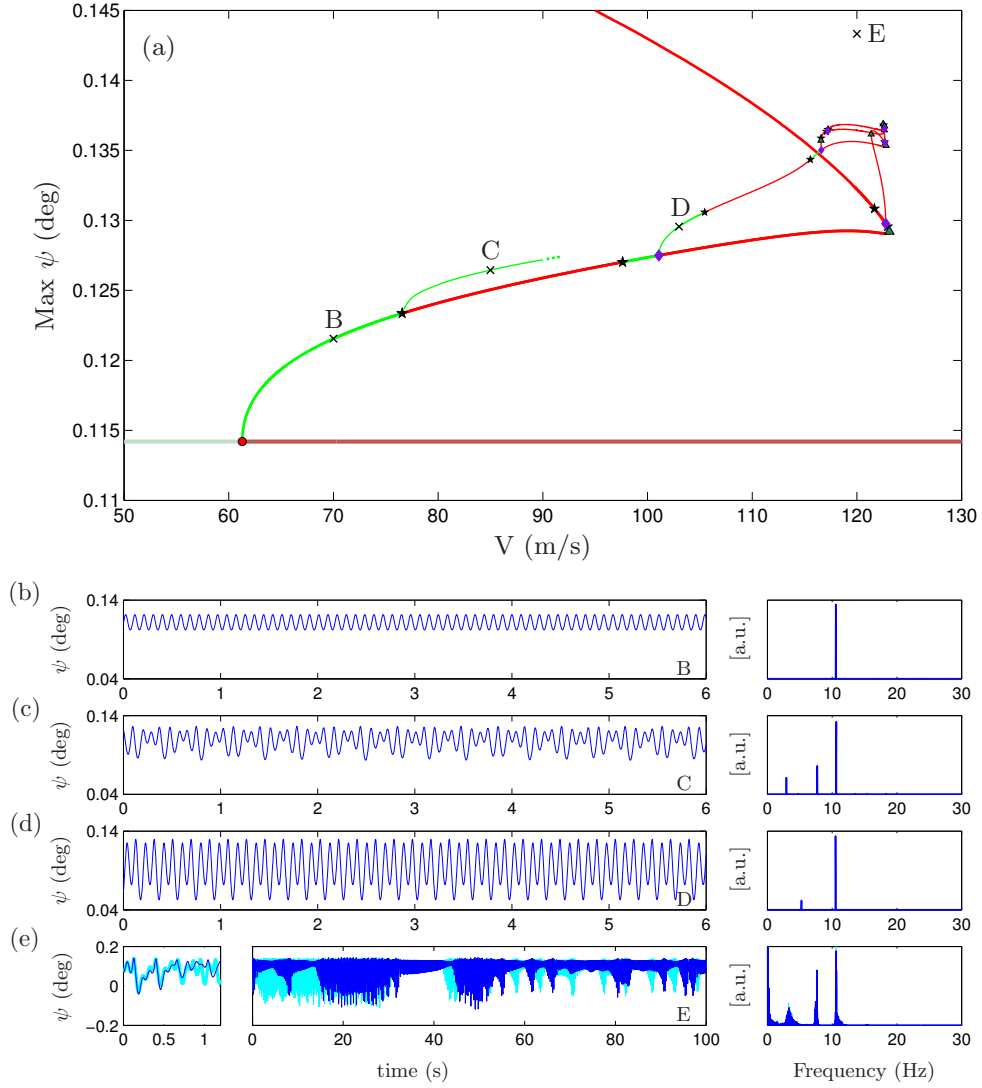 (a)
Max ψ (deg)
0.145
0.14
0.135
0.13
0.125
0.12
0.115
0.11
E
D
C
B
50 60 70 80 90 100 110 120 130
V (m/s)
(b)
ψ (deg)
0.14
0.04
B
0 1 2 3 4 5 6
[a.u.]
0 10 20 30
(c)
ψ (deg)
0.14
0.04
C
0 1 2 3 4 5 6
[a.u.]
0 10 20 30
(d)
ψ (deg)
0.14
0.04
D
0 1 2 3 4 5 6
[a.u.]
0 10 20 30
(e)
ψ (deg)
0.2
0
−0.2
0 0.5 1
E
0 20 40 60 80 100
time (s)
[a.u.]
0 10 20 30
Frequency (Hz)